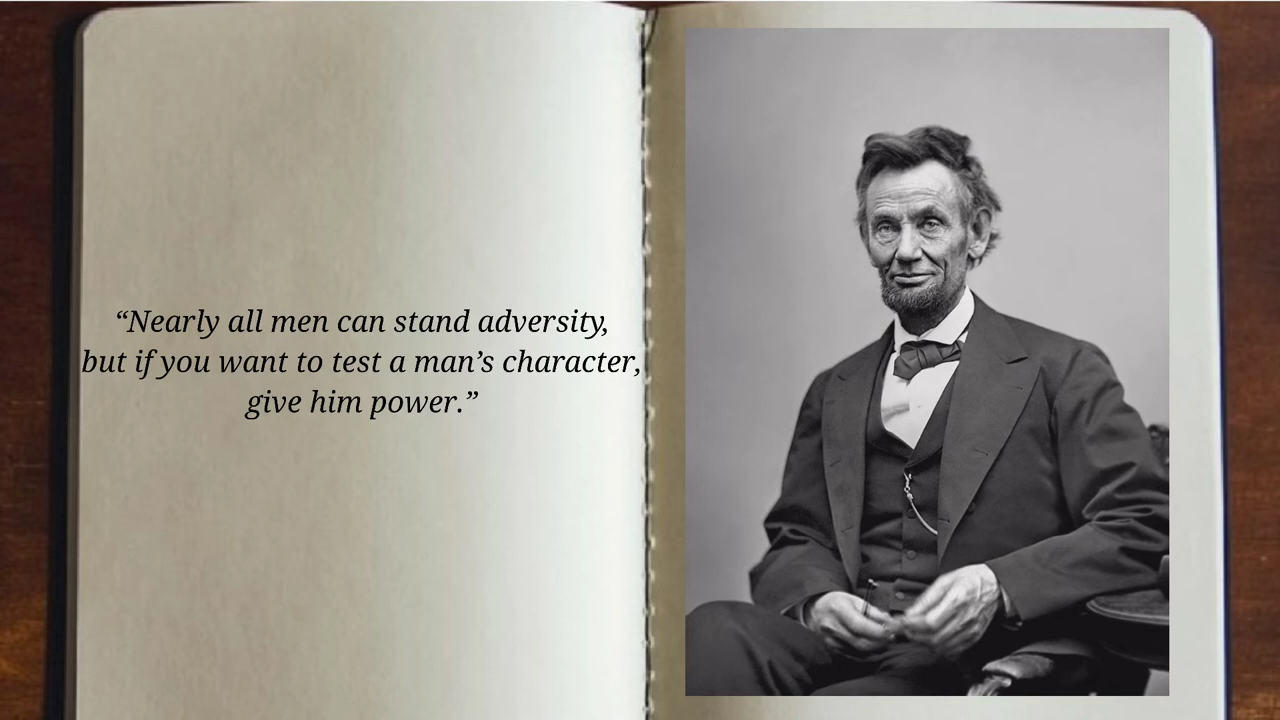 “Nearly all men can stand adversity,
but if you want to test a man’s character,
give him power.”